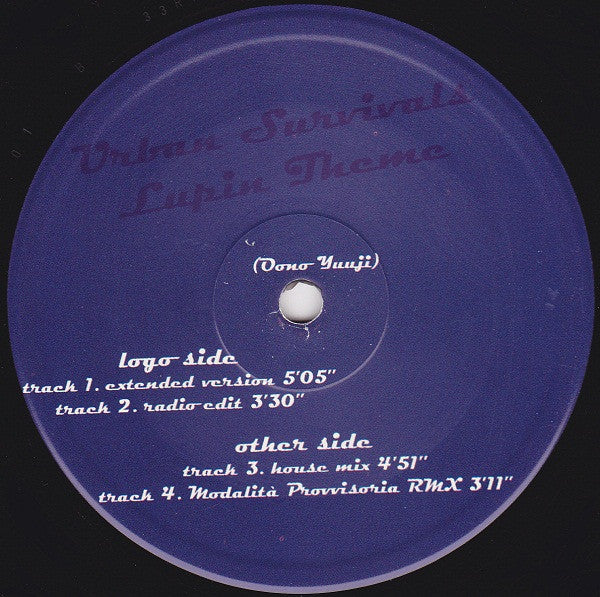 Urban Survivals
Lupin Theme
(Oono Yuuji)
logo side
track 1. extended version 5'05"
track 2. radio edit 3'30"
other side
track 3. house mix 4'51"
track 4. Modalità Provvisoria RMX 3'11"